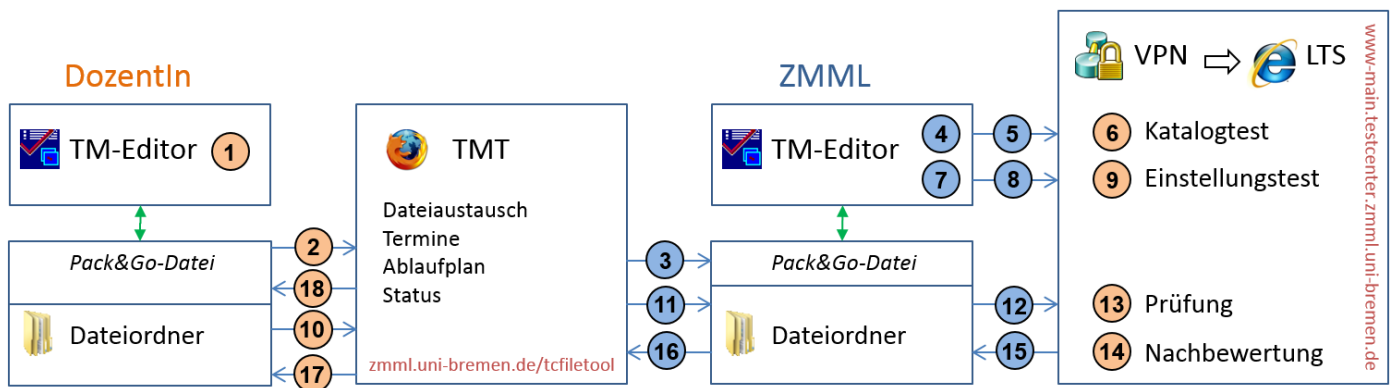 DozentIn
TM-Editor 1
Pack&Go-Datei
Dateiordner
2
18
10
17
TMT
Dateiaustausch
Termine
Ablaufplan
Status
zmml.uni-bremen.de/tcfiletool
3
11
16
ZMML
TM-Editor
4
7
5
8
Pack&Go-Datei
Dateiordner
12
15
VPN LTS
6 Katalogtest
9 Einstellungstest
13 Prüfung
14 Nachbewertung
www-main.testcenter.zmml.uni-bremen.de